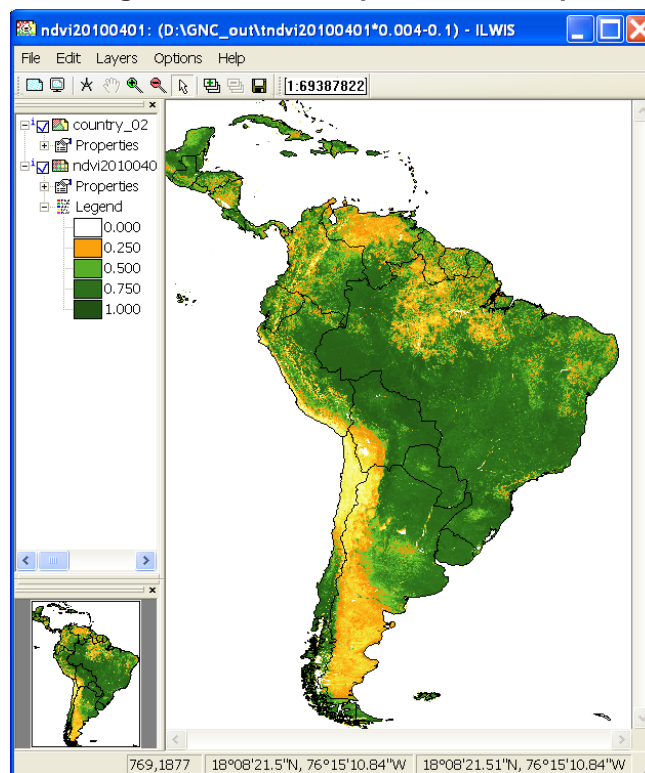 ndvi20100401: (D:\GNC_out\tndvi20100401*0.004-0.1) - ILWIS
File Edit Layers Options Help
[1:69387822]
country_02
Properties
ndvi2010040
Properties
Legend
0.000
0.250
0.500
0.750
1.000
769,1877 18°08'21.5"N, 76°15'10.84"W 18°08'21.51"N, 76°15'10.84"W